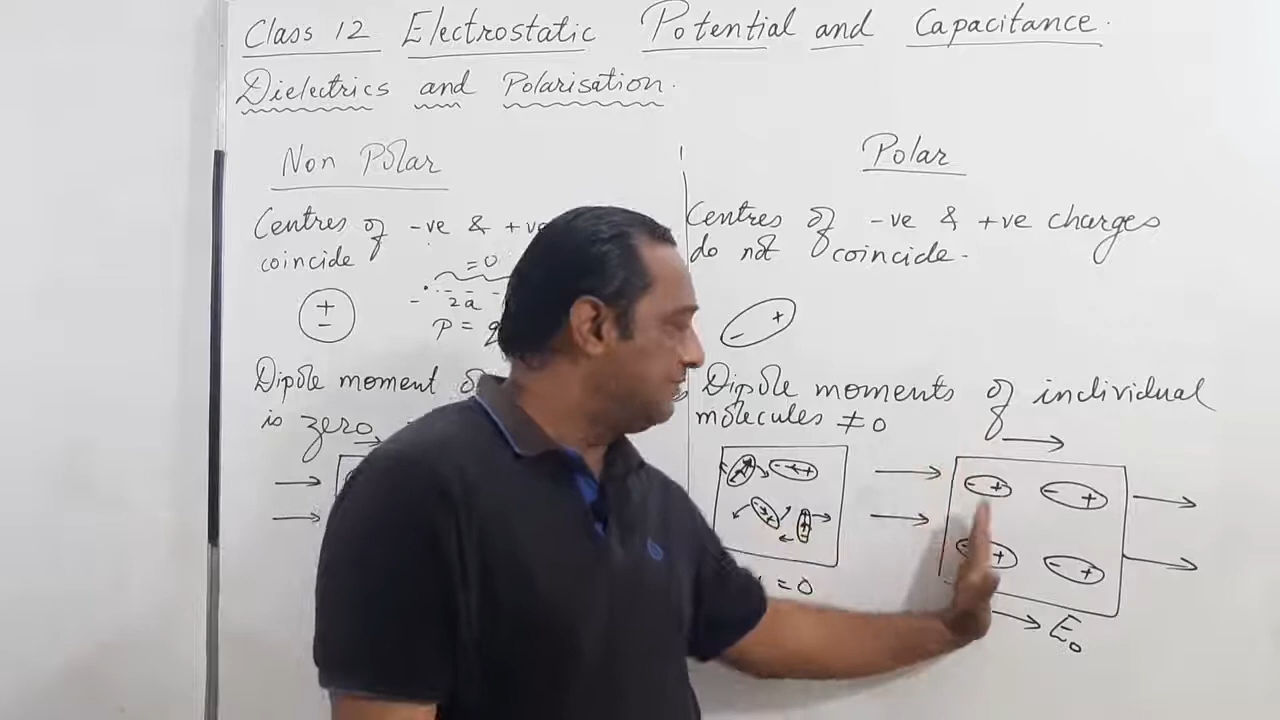 Class 12 Electrostatic Potential and Capacitance.
Dielectrics and Polarisation.
Non Polar
Centres of -ve & +ve
coincide
= 0
- 2a
p = q
+
-
Dipole moment
is zero
Polar
Centres of -ve & +ve charges
do not coincide.
- +
Dipole moments of individual
molecules ≠ 0
= 0
- + - +
- + - +
E₀